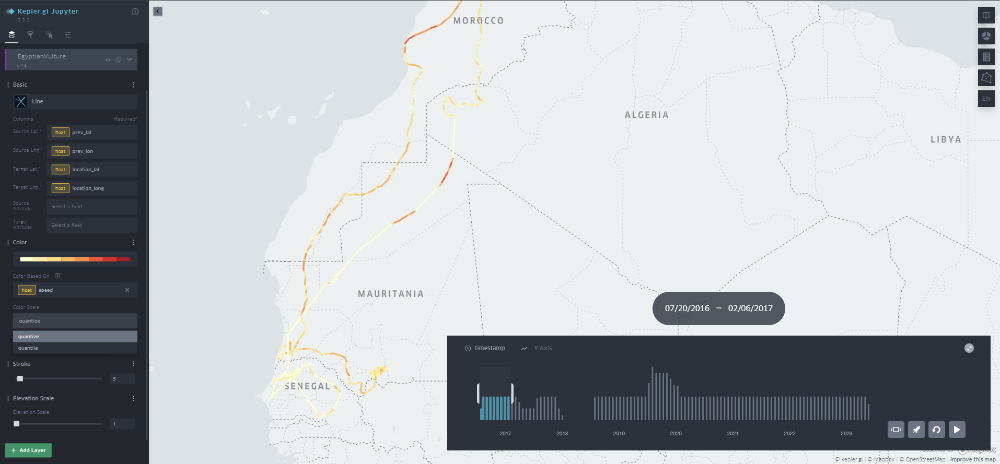 Kepler.gl Jupyter
0.3.2
EgyptianVulture
Line
Basic
Line
Columns
Required*
Source Lat *
float prev_lat
Source Lng *
float prev_lon
Target Lat *
float location_lat
Target Lng *
float location_long
Source
Altitude
Select a field
Target
Altitude
Select a field
Color
Color Based On
float speed
Color Scale
quantize
quantize
quantile
Stroke
5
Elevation Scale
Elevation Scale
1
+ Add Layer
MOROCCO
ALGERIA
LIBYA
MAURITANIA
SENEGAL
EN
07/20/2016 – 02/06/2017
timestamp
Y Axis
2017 2018 2019 2020 2021 2022 2023
Basemap by: mapbox
© kepler.gl | © Mapbox | © OpenStreetMap | Improve this map